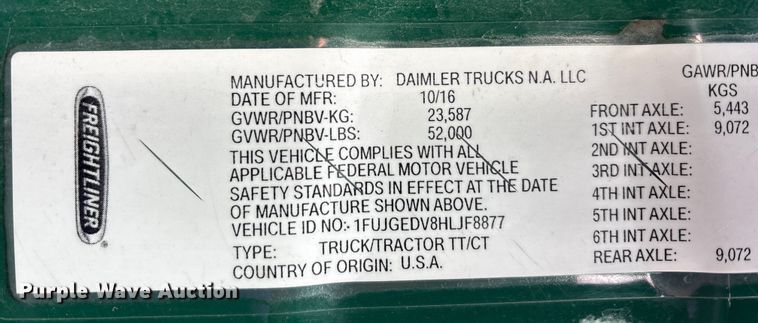 FREIGHTLINER
MANUFACTURED BY: DAIMLER TRUCKS N.A. LLC
DATE OF MFR: 10/16
GVWR/PNBV-KG: 23,587
GVWR/PNBV-LBS: 52,000
THIS VEHICLE COMPLIES WITH ALL
APPLICABLE FEDERAL MOTOR VEHICLE
SAFETY STANDARDS IN EFFECT AT THE DATE
OF MANUFACTURE SHOWN ABOVE.
VEHICLE ID NO:- 1FUJGEDV8HLJF8877
TYPE: TRUCK/TRACTOR TT/CT
COUNTRY OF ORIGIN: U.S.A.
GAWR/PNB
KGS
FRONT AXLE: 5,443
1ST INT AXLE: 9,072
2ND INT AXLE:
3RD INT AXLE:
4TH INT AXLE:
5TH INT AXLE:
6TH INT AXLE:
REAR AXLE: 9,072
Purple Wave Auction